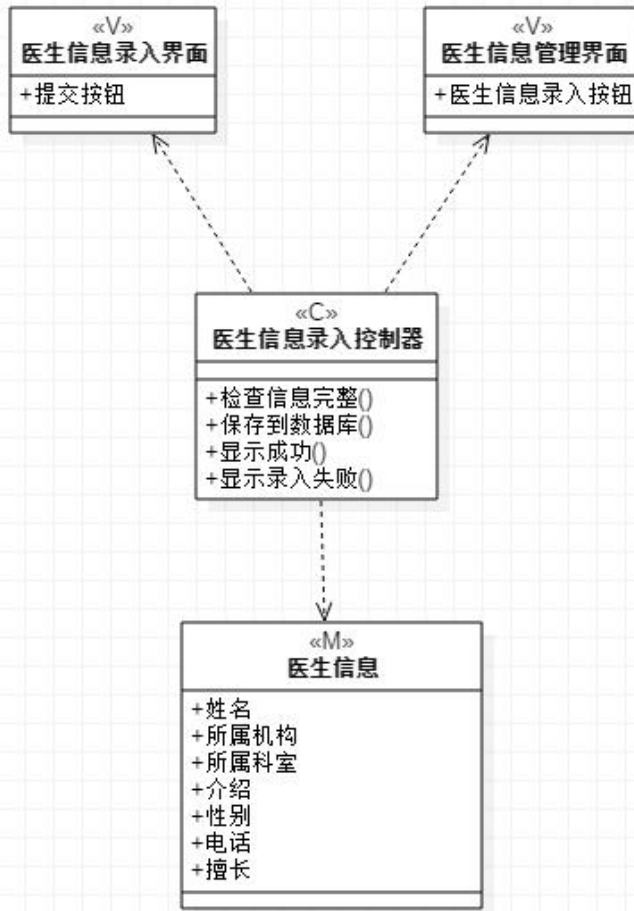 «V»
医生信息录入界面
+提交按钮
«V»
医生信息管理界面
+医生信息录入按钮
«C»
医生信息录入控制器
+检查信息完整()
+保存到数据库()
+显示成功()
+显示录入失败()
«M»
医生信息
+姓名
+所属机构
+所属科室
+介绍
+性别
+电话
+擅长